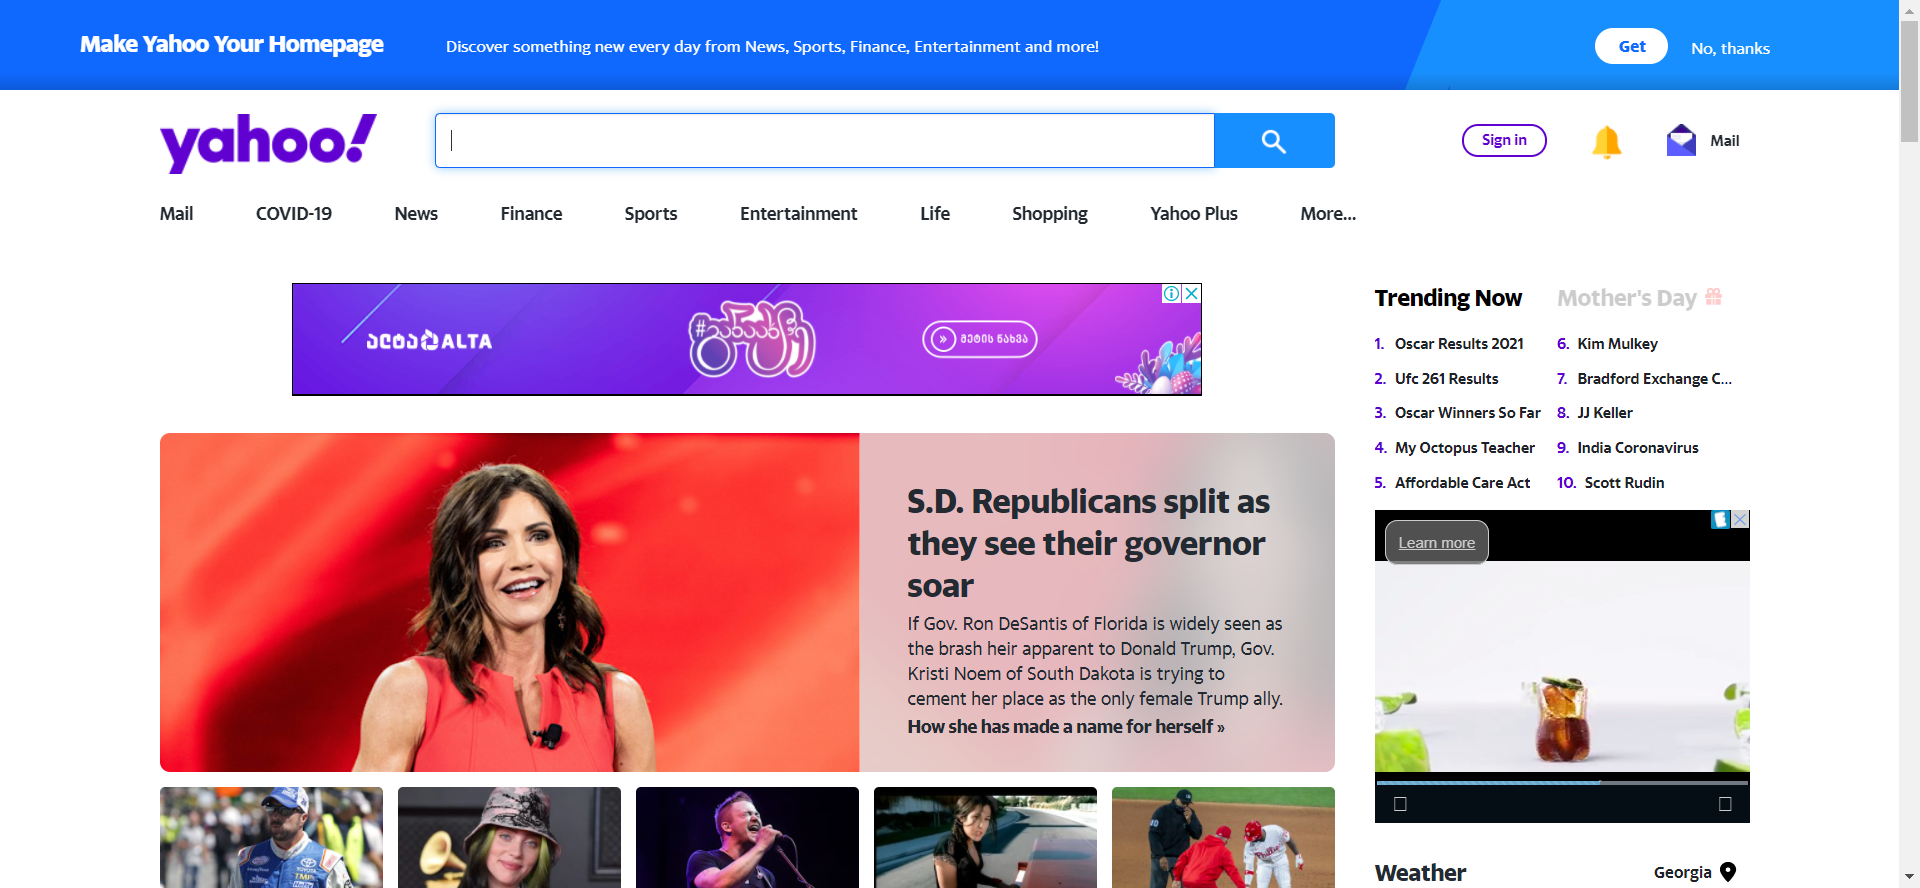 Make Yahoo Your Homepage
Discover something new every day from News, Sports, Finance, Entertainment and more!
Get
No, thanks
yahoo!
Sign in
Mail
Mail
COVID-19
News
Finance
Sports
Entertainment
Life
Shopping
Yahoo Plus
More...
ალტა ALTA
მეტის ნახვა
Trending Now
Mother's Day
1. Oscar Results 2021
2. Ufc 261 Results
3. Oscar Winners So Far
4. My Octopus Teacher
5. Affordable Care Act
6. Kim Mulkey
7. Bradford Exchange C...
8. JJ Keller
9. India Coronavirus
10. Scott Rudin
S.D. Republicans split as
they see their governor
soar
If Gov. Ron DeSantis of Florida is widely seen as
the brash heir apparent to Donald Trump, Gov.
Kristi Noem of South Dakota is trying to
cement her place as the only female Trump ally.
How she has made a name for herself »
Learn more
Weather
Georgia